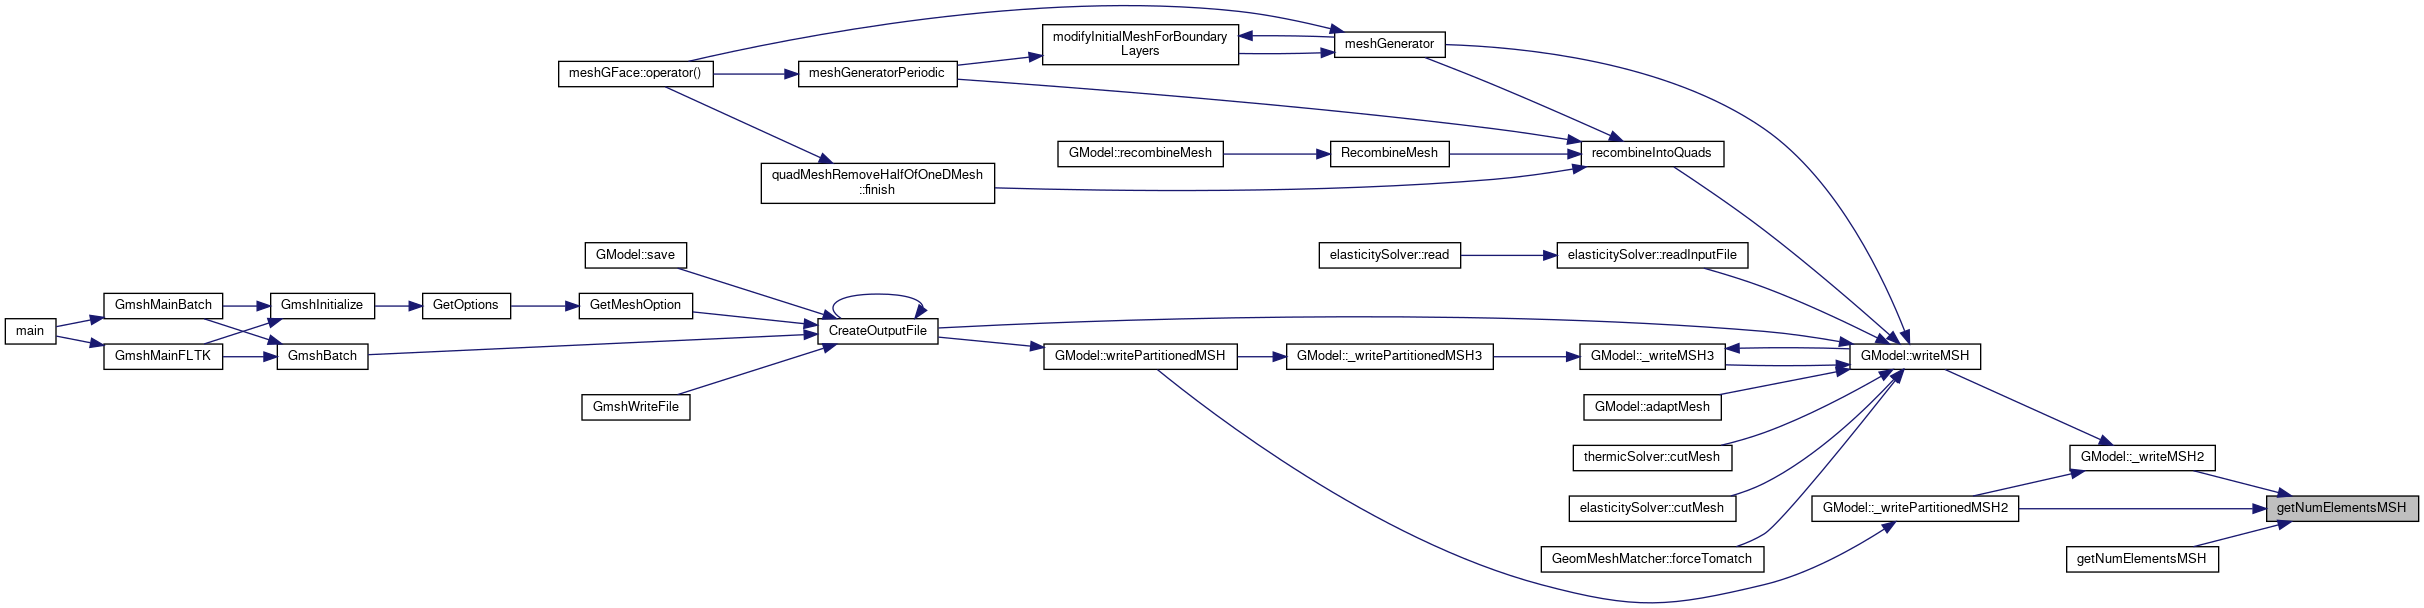 modifyInitialMeshForBoundary
Layers
meshGenerator
meshGFace::operator()
meshGeneratorPeriodic
GModel::recombineMesh
RecombineMesh
recombineIntoQuads
quadMeshRemoveHalfOfOneDMesh
::finish
GModel::save
elasticitySolver::read
elasticitySolver::readInputFile
GmshMainBatch
GmshInitialize
GetOptions
GetMeshOption
main
CreateOutputFile
GmshMainFLTK
GmshBatch
GModel::writePartitionedMSH
GModel::_writePartitionedMSH3
GModel::_writeMSH3
GModel::writeMSH
GmshWriteFile
GModel::adaptMesh
thermicSolver::cutMesh
GModel::_writeMSH2
elasticitySolver::cutMesh
GModel::_writePartitionedMSH2
getNumElementsMSH
GeomMeshMatcher::forceTomatch
getNumElementsMSH